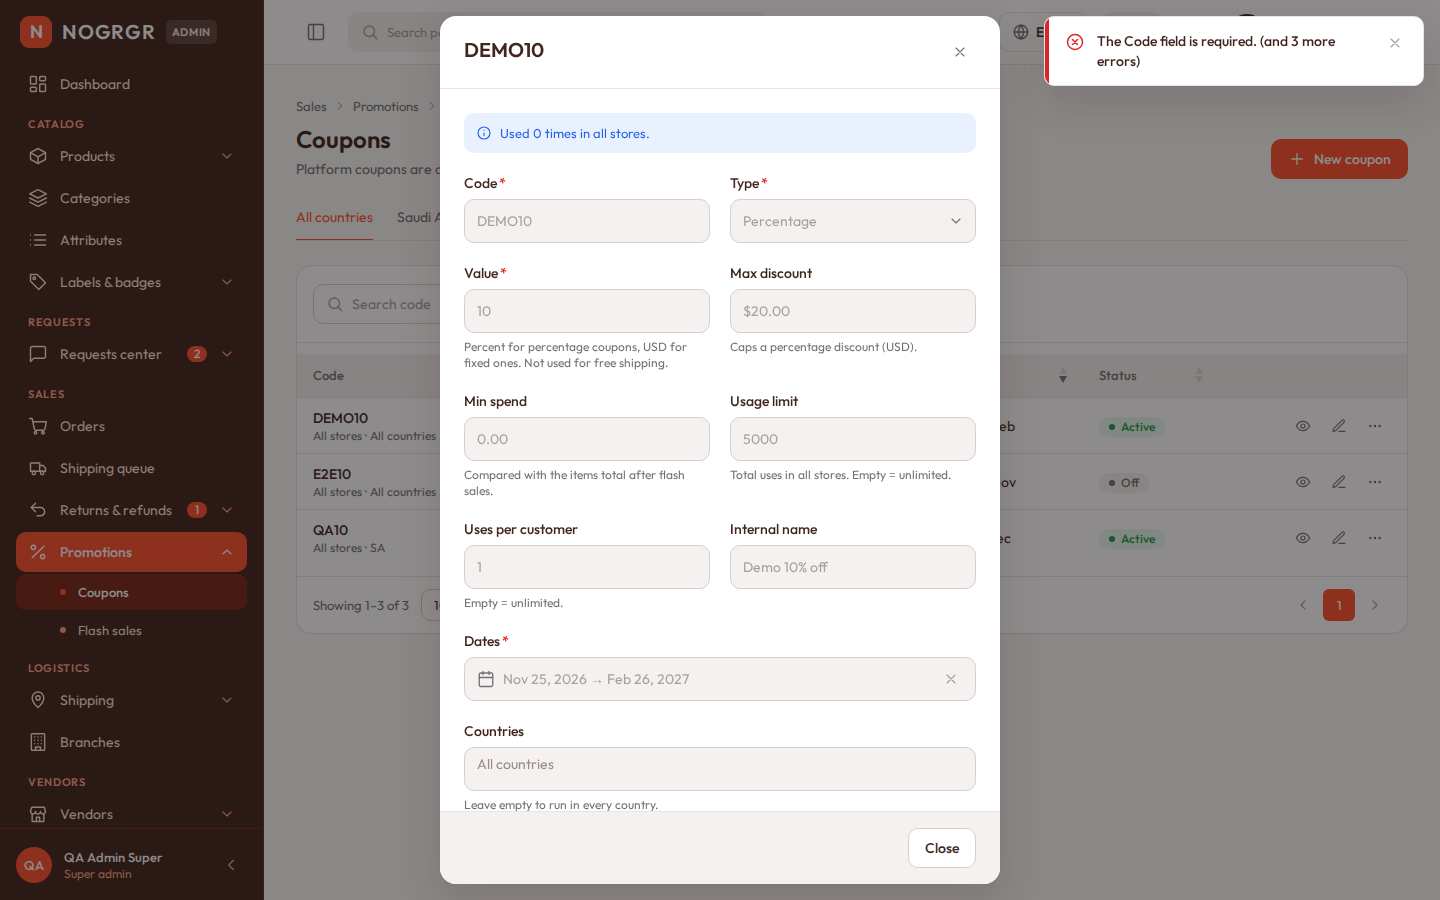 N NOGRGR ADMIN
Dashboard
CATALOG
Products
Categories
Attributes
Labels & badges
REQUESTS
Requests center 2
SALES
Orders
Shipping queue
Returns & refunds 1
Promotions
Coupons
Flash sales
LOGISTICS
Shipping
Branches
VENDORS
Vendors
QA QA Admin Super
Super admin
Sales > Promotions >
Coupons
Platform coupons are
New coupon
All countries
Search code
Code
Status
DEMO10
All stores · All countries
Active
E2E10
All stores · All countries
Off
QA10
All stores · SA
Active
Showing 1–3 of 3
1
DEMO10
Used 0 times in all stores.
Code *
Type *
DEMO10
Percentage
Value *
Max discount
10
$20.00
Percent for percentage coupons, USD for
fixed ones. Not used for free shipping.
Caps a percentage discount (USD).
Min spend
Usage limit
0.00
5000
Compared with the items total after flash
sales.
Total uses in all stores. Empty = unlimited.
Uses per customer
Internal name
1
Demo 10% off
Empty = unlimited.
Dates *
Nov 25, 2026 → Feb 26, 2027
Countries
All countries
Leave empty to run in every country.
Close
The Code field is required. (and 3 more
errors)